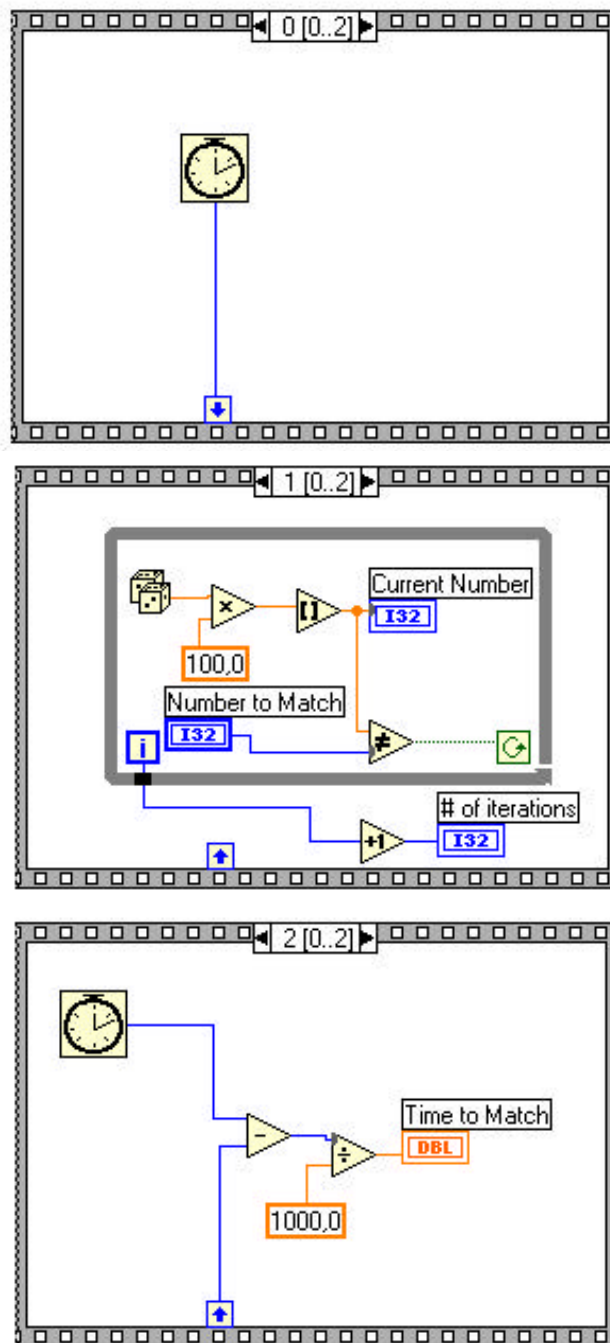 0 [0..2]
1 [0..2]
Current Number
I32
×
[ ]
100,0
Number to Match
I32
≠
i
# of iterations
+1
I32
2 [0..2]
Time to Match
DBL
−
÷
1000,0